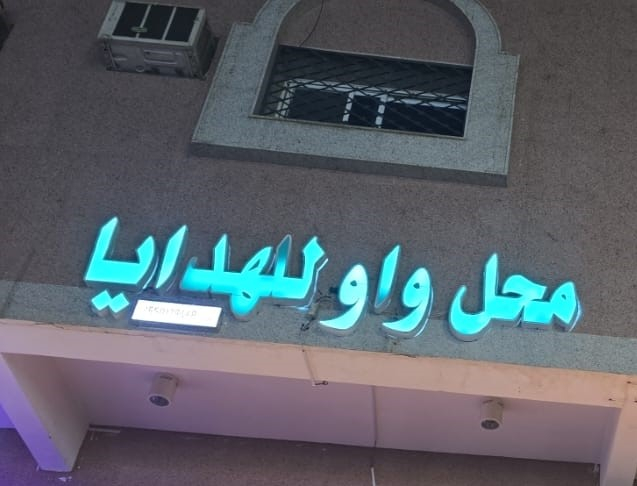 محل واو للهدايا